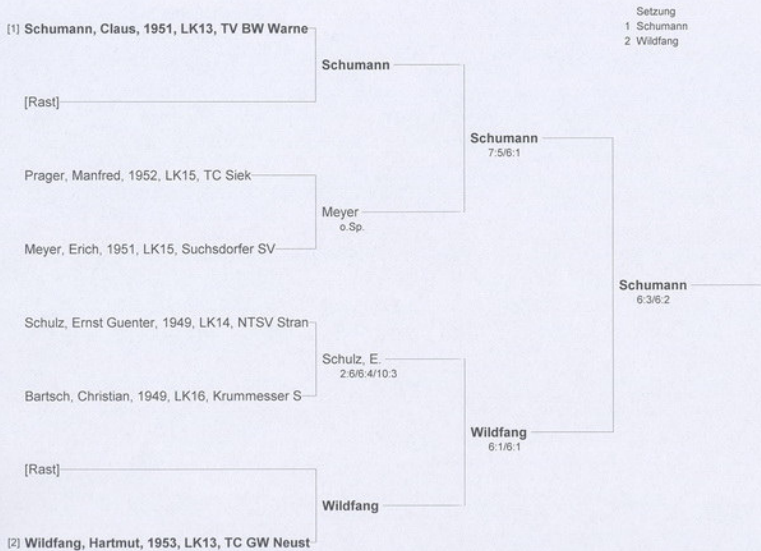 Setzung
1 Schumann
2 Wildfang
[1] Schumann, Claus, 1951, LK13, TV BW Warne
Schumann
[Rast]
Schumann
7:5/6:1
Prager, Manfred, 1952, LK15, TC Siek
Meyer
o.Sp.
Meyer, Erich, 1951, LK15, Suchsdorfer SV
Schumann
6:3/6:2
Schulz, Ernst Guenter, 1949, LK14, NTSV Stran
Schulz, E.
2:6/6:4/10:3
Bartsch, Christian, 1949, LK16, Krummesser S
Wildfang
6:1/6:1
[Rast]
Wildfang
[2] Wildfang, Hartmut, 1953, LK13, TC GW Neust